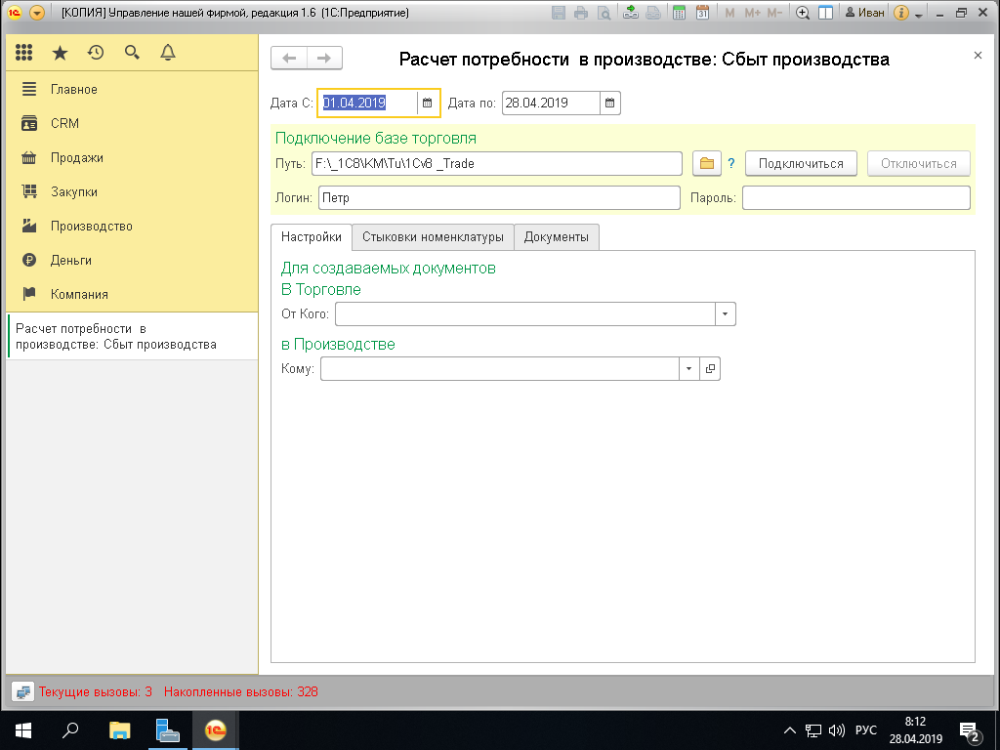 [КОПИЯ] Управление нашей фирмой, редакция 1.6 (1С:Предприятие)
M M+ M- Иван
Расчет потребности в производстве: Сбыт производства
Главное
CRM
Продажи
Закупки
Производство
Деньги
Компания
Расчет потребности в
производстве: Сбыт производства
Дата С: 01.04.2019 Дата по: 28.04.2019
Подключение базе торговля
Путь: F:\_1C8\KM\Tu\1Cv8 _Trade ? Подключиться Отключиться
Логин: Петр Пароль:
Настройки Стыковки номенклатуры Документы
Для создаваемых документов
В Торговле
От Кого:
в Производстве
Кому:
Текущие вызовы: 3 Накопленные вызовы: 328
РУС 8:12
28.04.2019 2